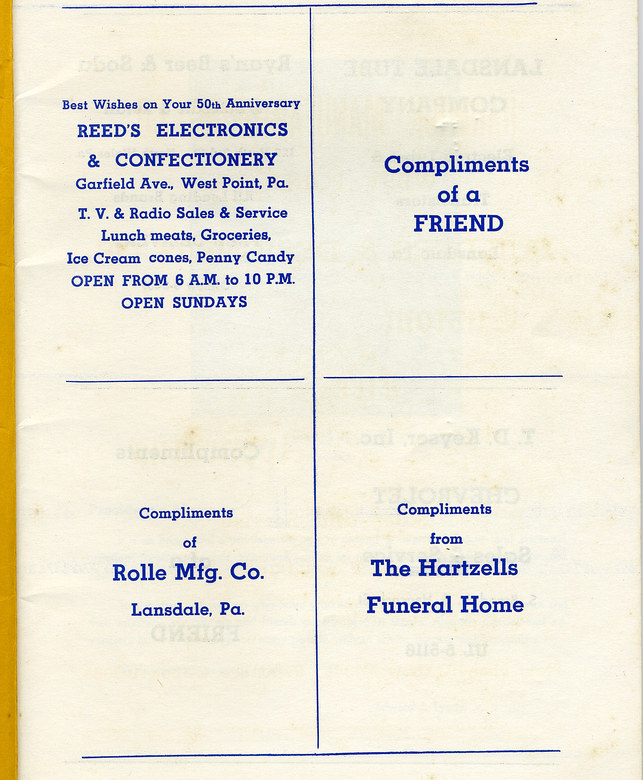 Best Wishes on Your 50th Anniversary
REED'S ELECTRONICS
& CONFECTIONERY
Garfield Ave., West Point, Pa.
T. V. & Radio Sales & Service
Lunch meats, Groceries,
Ice Cream cones, Penny Candy
OPEN FROM 6 A.M. to 10 P.M.
OPEN SUNDAYS
Compliments
of a
FRIEND
Compliments
of
Rolle Mfg. Co.
Lansdale, Pa.
Compliments
from
The Hartzells
Funeral Home